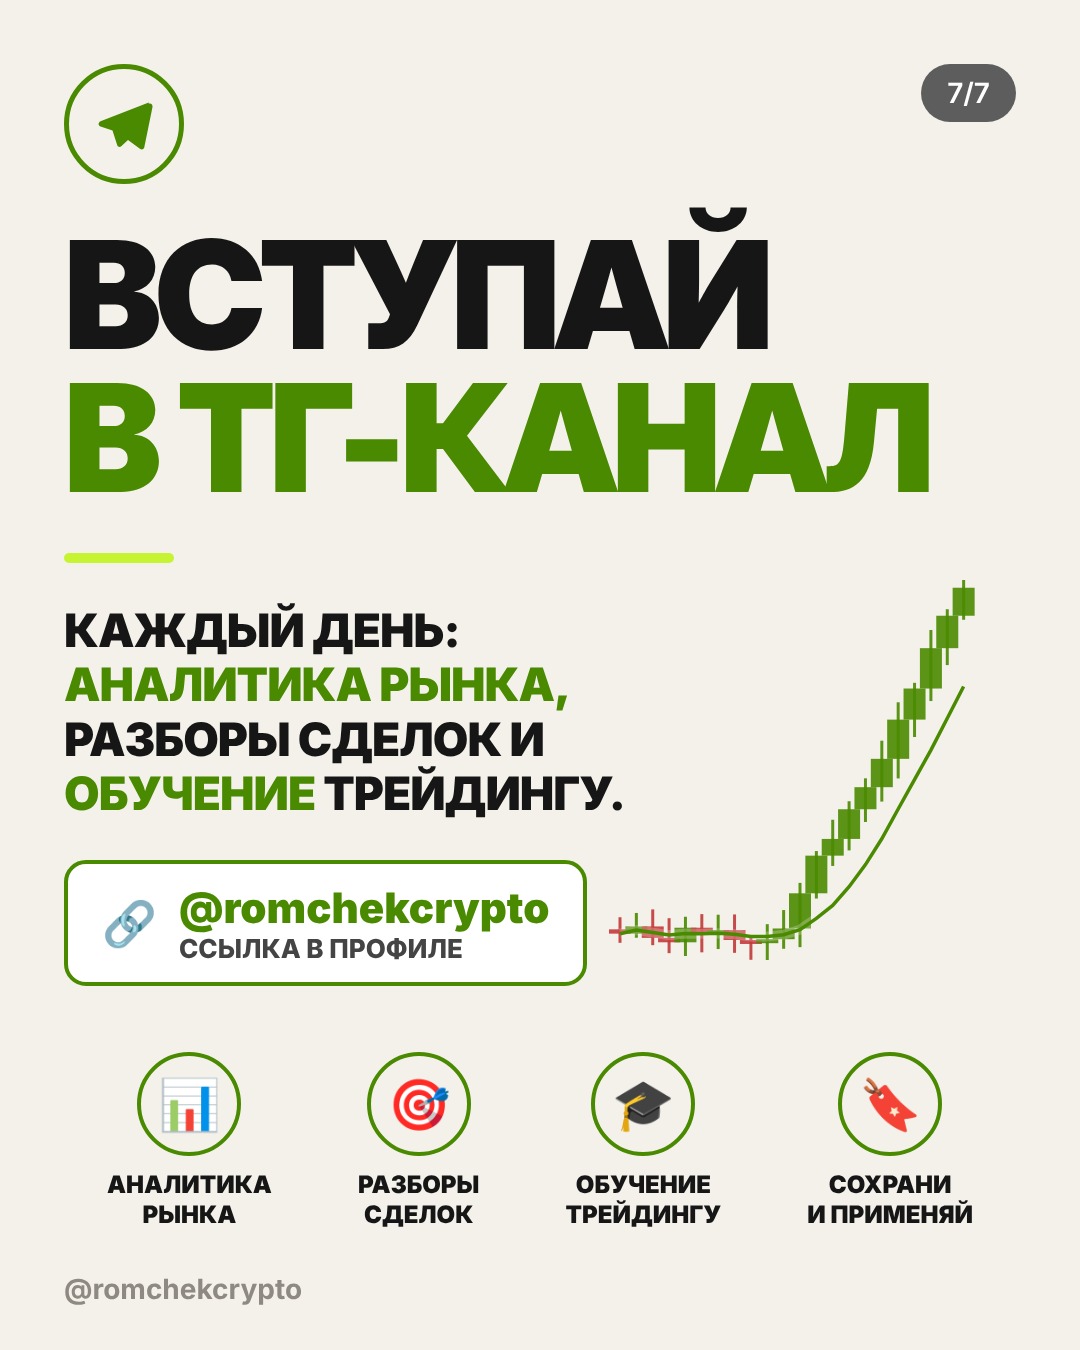 7/7
ВСТУПАЙ
В ТГ-КАНАЛ
КАЖДЫЙ ДЕНЬ:
АНАЛИТИКА РЫНКА,
РАЗБОРЫ СДЕЛОК И
ОБУЧЕНИЕ ТРЕЙДИНГУ.
@romchekcrypto
ССЫЛКА В ПРОФИЛЕ
АНАЛИТИКА
РЫНКА
РАЗБОРЫ
СДЕЛОК
ОБУЧЕНИЕ
ТРЕЙДИНГУ
СОХРАНИ
И ПРИМЕНЯЙ
@romchekcrypto